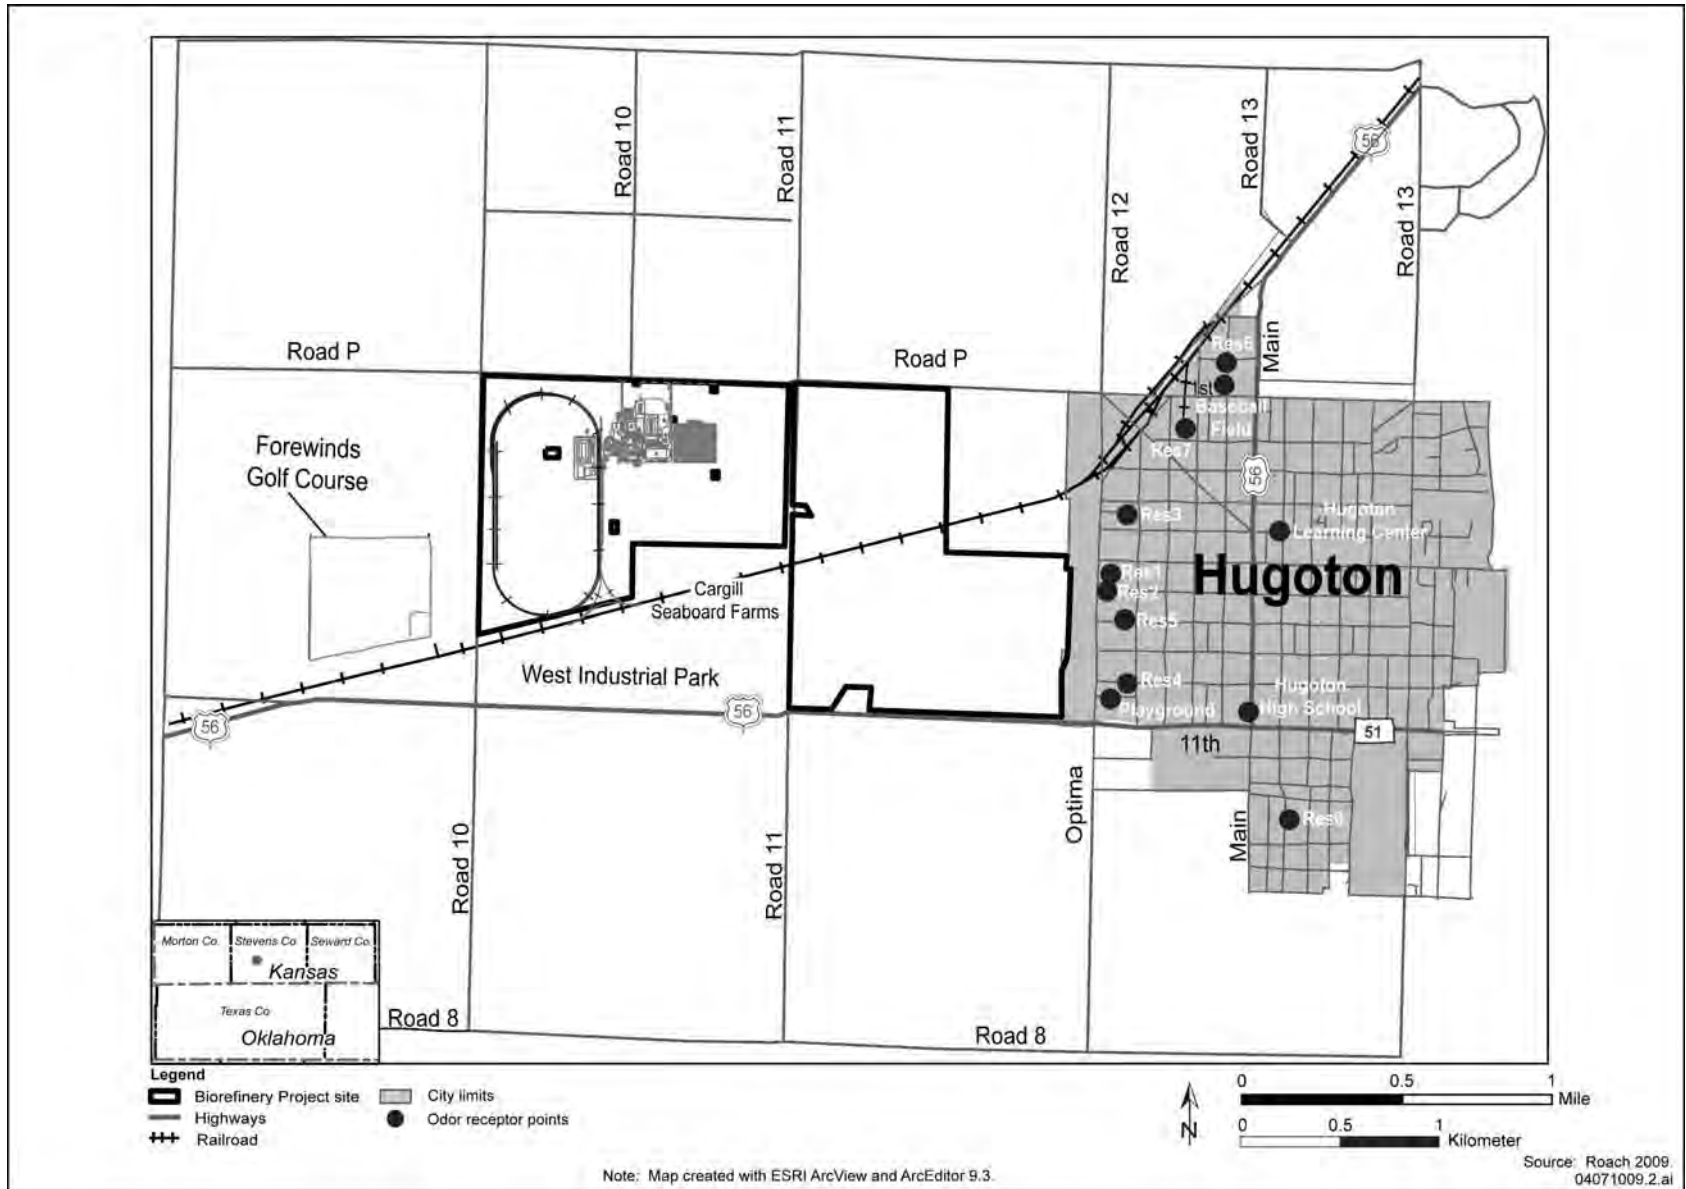 Road 10
Road 11
Road 13
56
Road 12
Road 13
Road P
Road P
Main
Res6
1st
Baseball
Field
Res7
Forewinds
Golf Course
56
Res3
Hugoton
Learning Center
Hugoton
Res1
Res2
Cargill
Seaboard Farms
Res5
West Industrial Park
Res4
Hugoton
Playground
High School
56
56
51
11th
Optima
Main
Road 10
Road 11
Morton Co.
Stevens Co
Seward Co.
Kansas
Texas Co
Oklahoma
Road 8
Road 8
Legend
Biorefinery Project site
City limits
Highways
Odor receptor points
Railroad
N
0
0.5
1
Mile
0
0.5
1
Kilometer
Note: Map created with ESRI ArcView and ArcEditor 9.3.
Source: Roach 2009.
04071009.2.ai